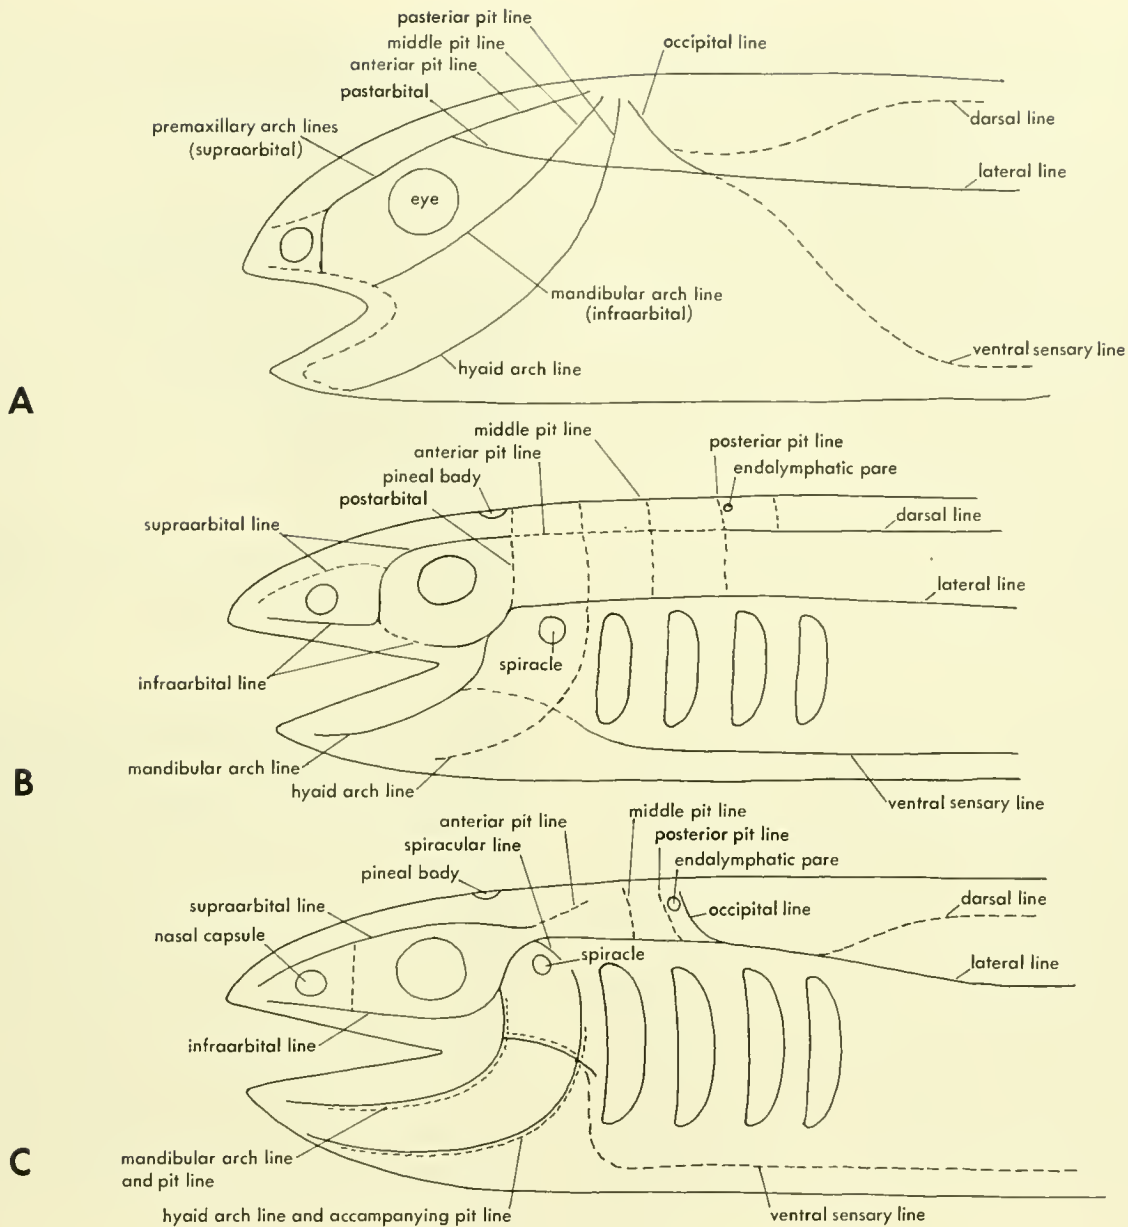 pasteriar pit line
middle pit line
anteriar pit line
pastarbital
occipital line
premaxillary arch lines
(supraarbital)
darsal line
lateral line
eye
mandibular arch line
(infraarbital)
ventral sensary line
hyaid arch line
A
middle pit line
anteriar pit line
pineal body
postarbital
posteriar pit line
endalymphatic pare
supraarbital line
darsal line
lateral line
spiracle
infraarbital line
mandibular arch line
hyaid arch line
B
ventral sensary line
anteriar pit line
spiracular line
pineal body
middle pit line
posterior pit line
endalymphatic pare
supraarbital line
nasal capsule
occipital line
darsal line
spiracle
lateral line
infraarbital line
mandibular arch line
and pit line
C
hyaid arch line and accompanying pit line
ventral sensary line